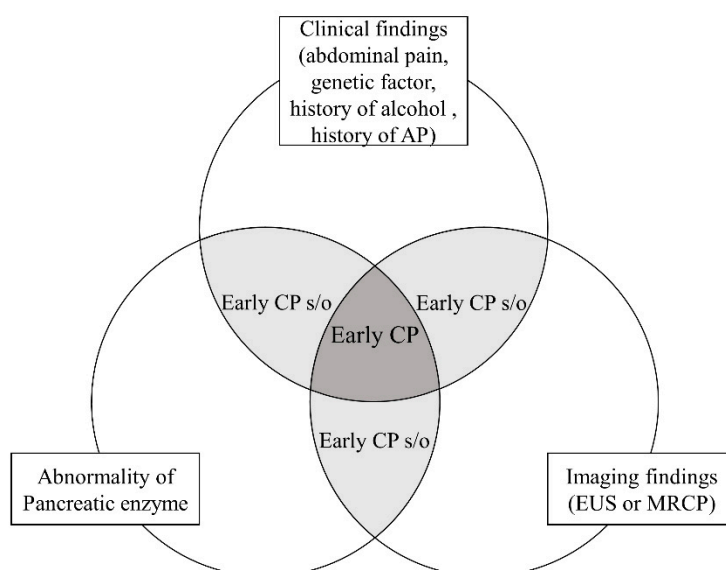 Clinical findings
(abdominal pain,
genetic factor,
history of alcohol ,
history of AP)
Early CP s/o
Early CP s/o
Early CP
Early CP s/o
Abnormality of
Pancreatic enzyme
Imaging findings
(EUS or MRCP)